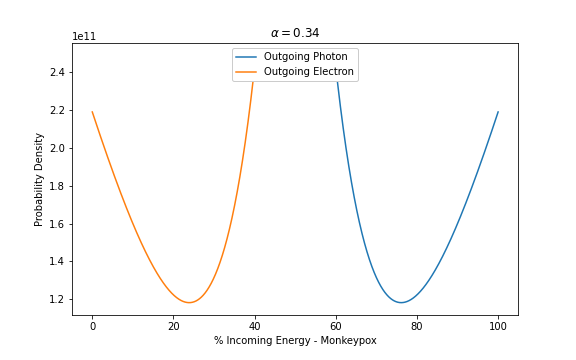 α = 0.34
1e11
Outgoing Photon
Outgoing Electron
2.4
2.2
2.0
1.8
1.6
1.4
1.2
Probability Density
0 20 40 60 80 100
% Incoming Energy - Monkeypox